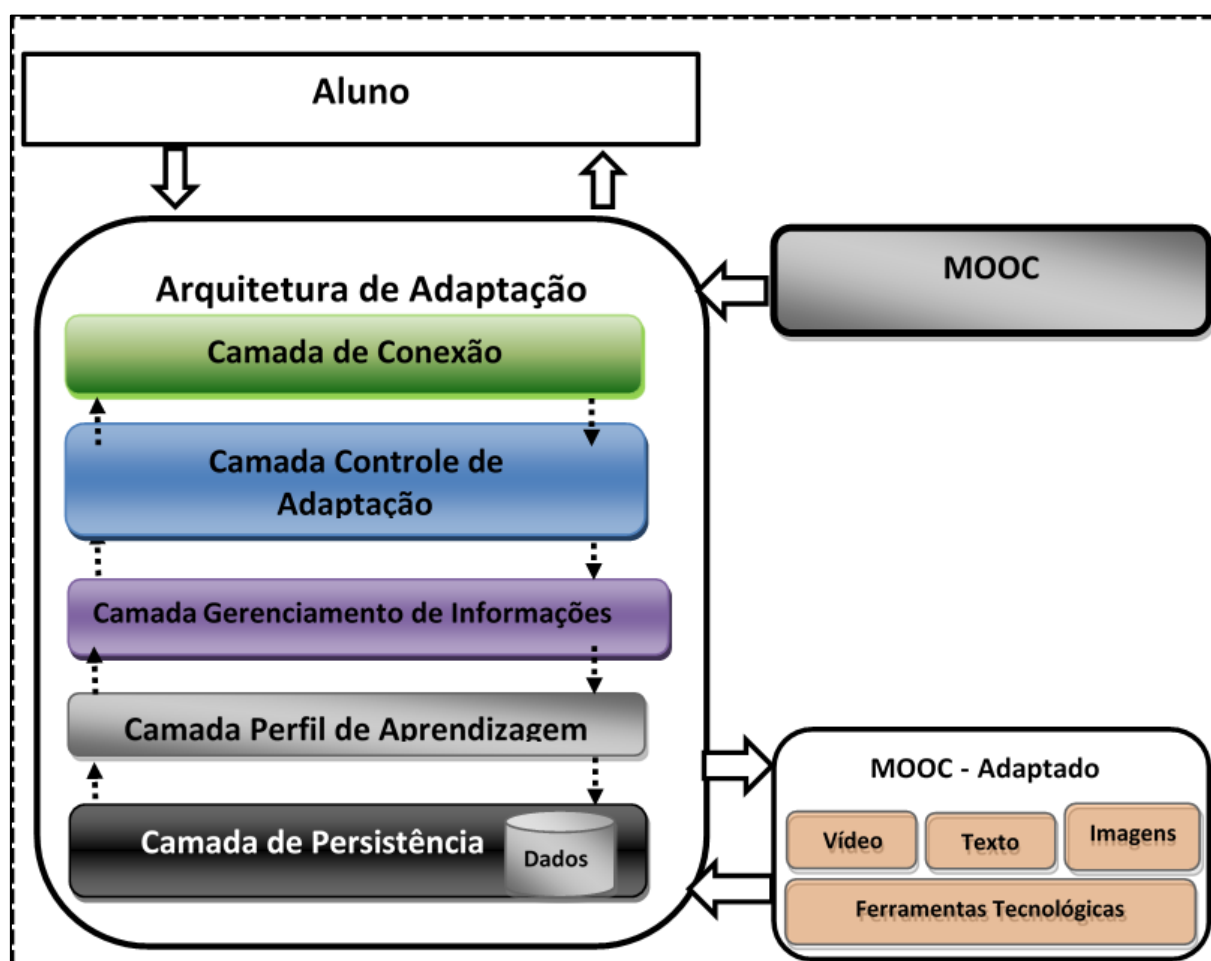 Aluno
Arquitetura de Adaptação
MOOC
Camada de Conexão
Camada Controle de
Adaptação
Camada Gerenciamento de Informações
Camada Perfil de Aprendizagem
Camada de Persistência
Dados
MOOC - Adaptado
Vídeo
Texto
Imagens
Ferramentas Tecnológicas